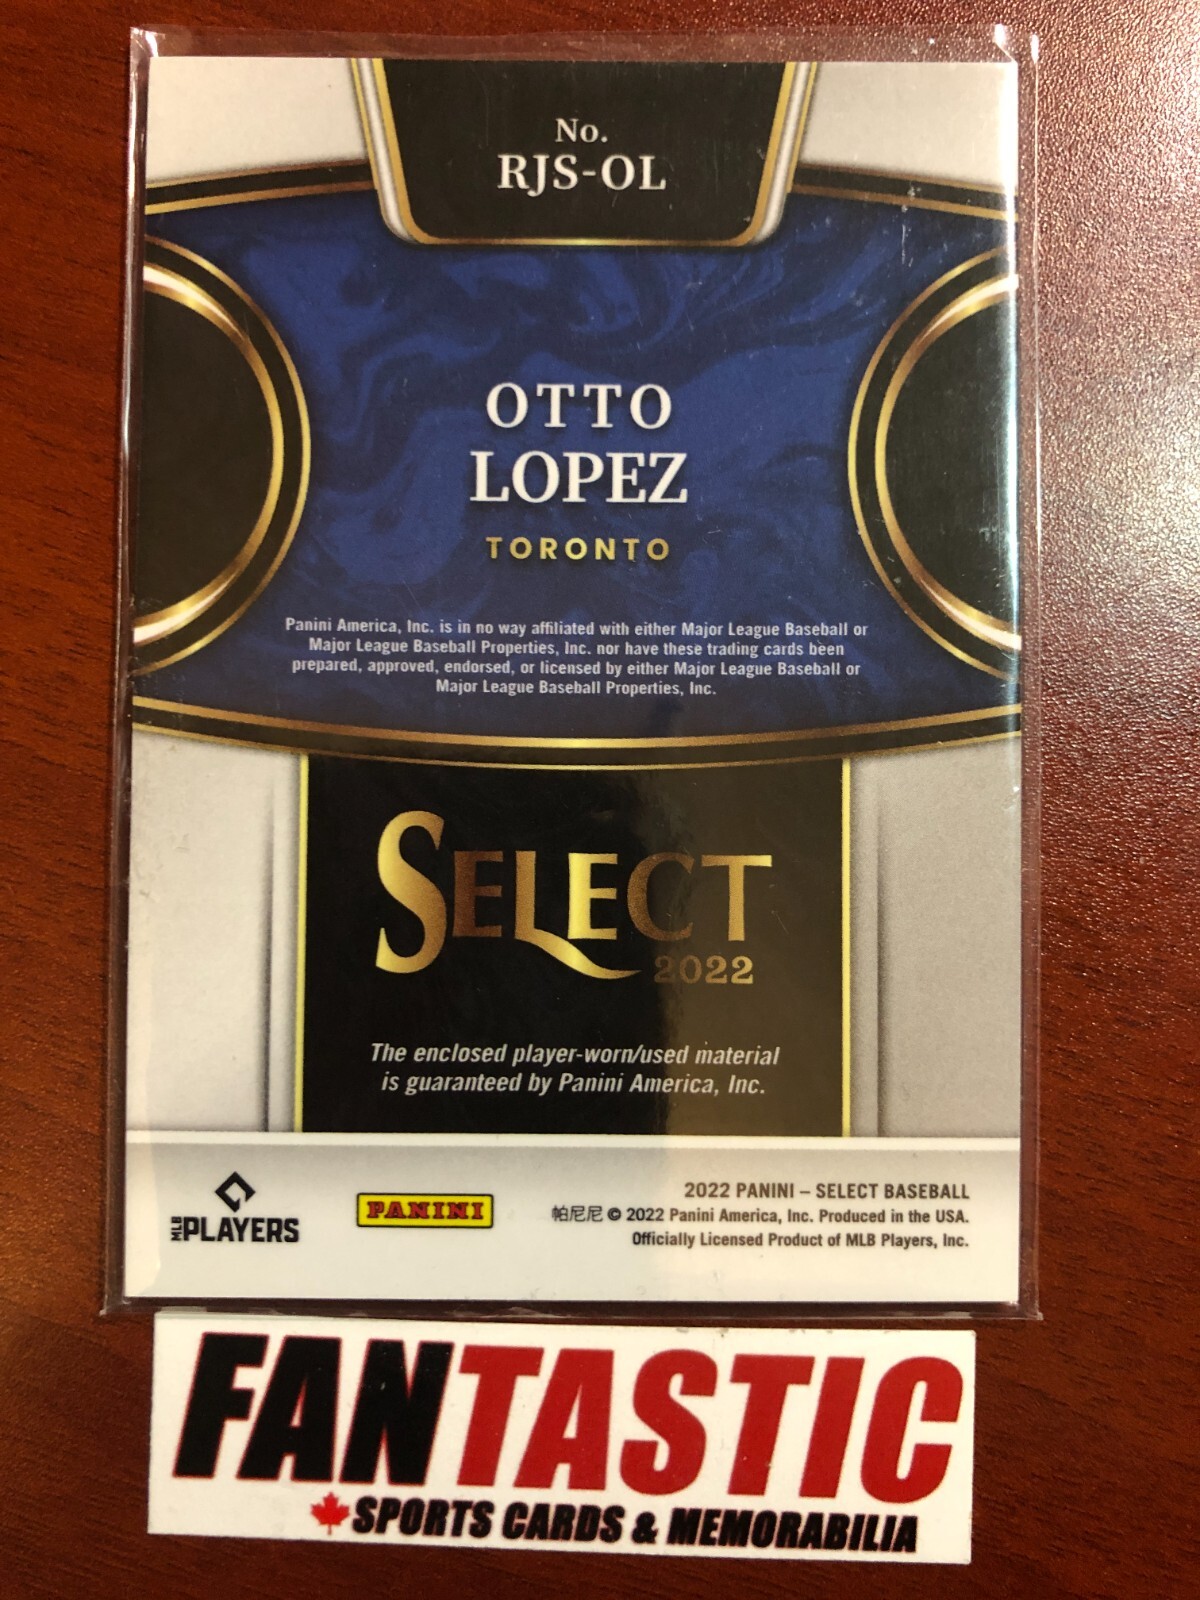 No.
RJS-OL
OTTO
LOPEZ
TORONTO
Panini America, Inc. is in no way affiliated with either Major League Baseball or
Major League Baseball Properties, Inc. nor have these trading cards been
prepared, approved, endorsed, or licensed by either Major League Baseball or
Major League Baseball Properties, Inc.
SELECT
2022
The enclosed player-worn/used material
is guaranteed by Panini America, Inc.
MLB PLAYERS
PANINI
2022 PANINI – SELECT BASEBALL
帕尼尼 © 2022 Panini America, Inc. Produced in the USA.
Officially Licensed Product of MLB Players, Inc.
FANTASTIC
SPORTS CARDS & MEMORABILIA